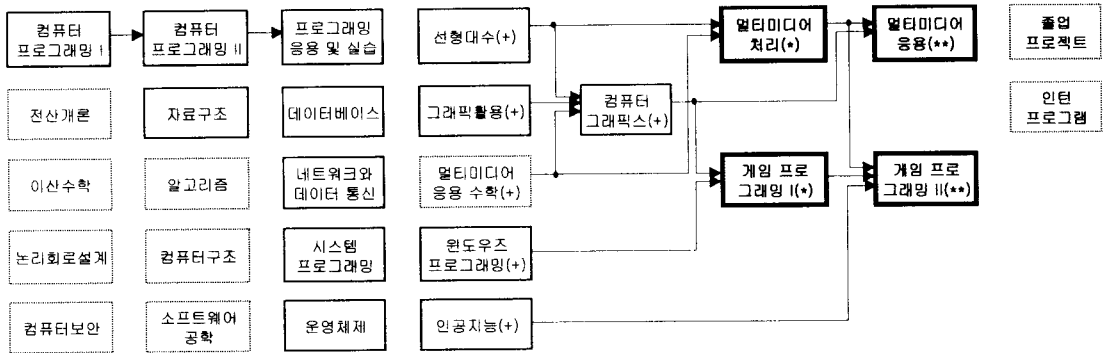 컴퓨터
프로그래밍 I
컴퓨터
프로그래밍 II
프로그래밍
응용 및 실습
선형대수(+)
멀티미디어
처리(*)
멀티미디어
응용(**)
졸업
프로젝트
전산개론
자료구조
데이터베이스
그래픽활용(+)
컴퓨터
그래픽스(+)
인턴
프로그램
이산수학
알고리즘
네트워크와
데이터 통신
멀티미디어
응용 수학(+)
게임 프로
그래밍 I(*)
게임 프로
그래밍 II(**)
논리회로설계
컴퓨터구조
시스템
프로그래밍
윈도우즈
프로그래밍(+)
컴퓨터보안
소프트웨어
공학
운영체제
인공지능(+)